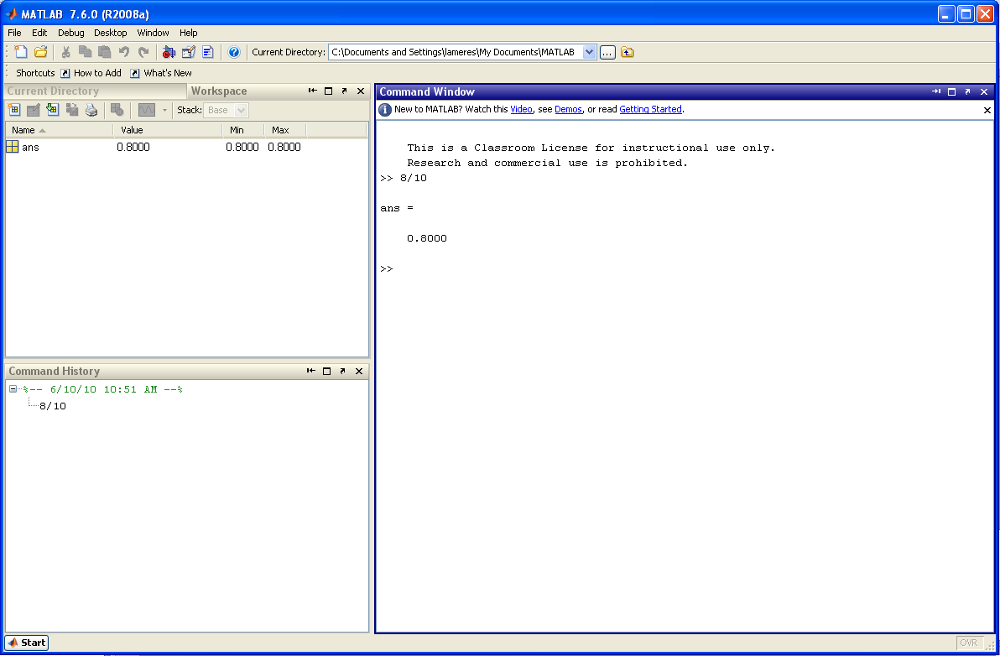 MATLAB 7.6.0 (R2008a)
File Edit Debug Desktop Window Help
Current Directory: C:\Documents and Settings\lameres\My Documents\MATLAB ...
Shortcuts How to Add What's New
Current Directory Workspace
Stack: Base
Name Value Min Max
ans 0.8000 0.8000 0.8000
Command History
%-- 6/10/10 10:51 AM --%
8/10
Command Window
New to MATLAB? Watch this Video, see Demos, or read Getting Started.
This is a Classroom License for instructional use only.
Research and commercial use is prohibited.
>> 8/10
ans =
0.8000
>>
Start
OVR